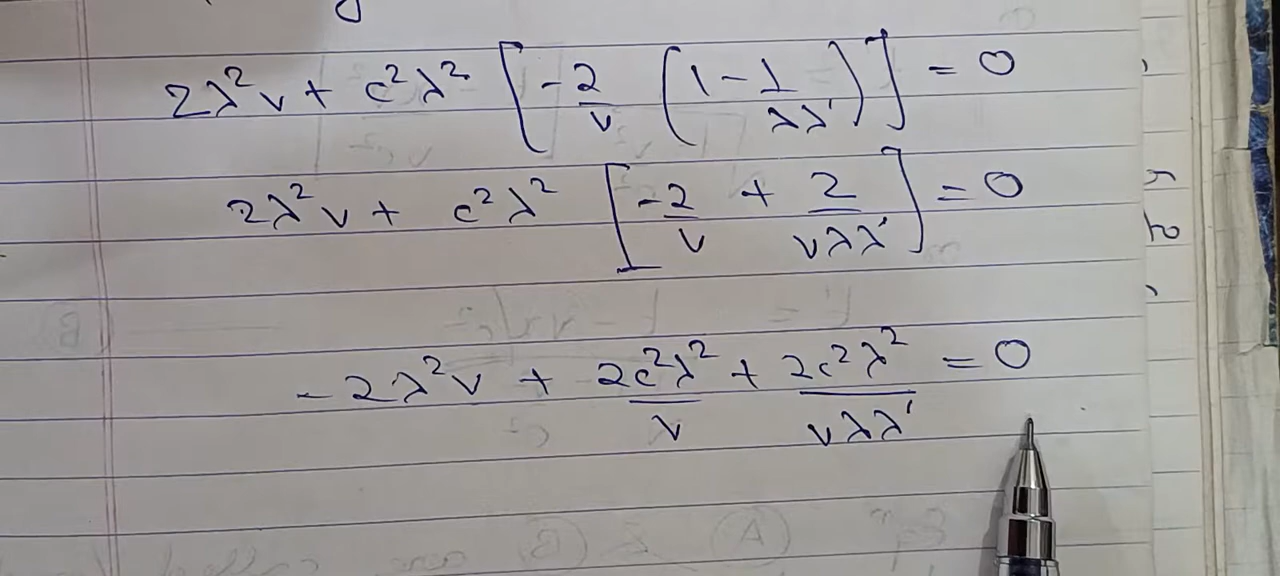 2λ²v + c²λ² [-2/v (1 - 1/λλ')] = 0
2λ²v + c²λ² [-2/v + 2/vλλ'] = 0
- 2λ²v + 2c²λ²/v + 2c²λ²/vλλ' = 0